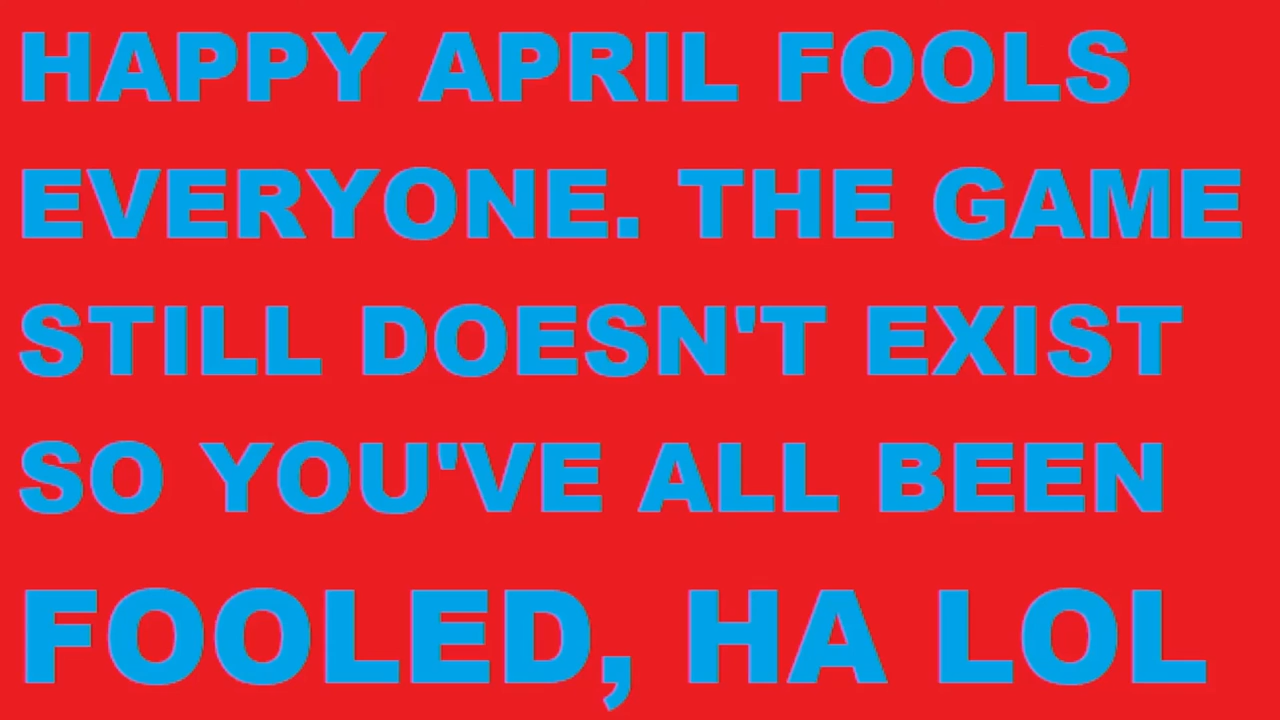 HAPPY APRIL FOOLS
EVERYONE. THE GAME
STILL DOESN'T EXIST
SO YOU'VE ALL BEEN
FOOLED, HA LOL